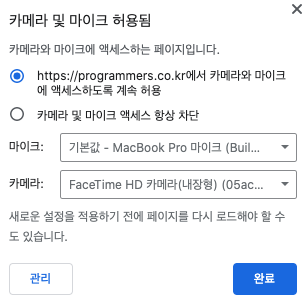 카메라 및 마이크 허용됨
카메라와 마이크에 액세스하는 페이지입니다.
https://programmers.co.kr에서 카메라와 마이크
에 액세스하도록 계속 허용
카메라 및 마이크 액세스 항상 차단
마이크: 기본값 - MacBook Pro 마이크 (Buil...
카메라: FaceTime HD 카메라(내장형) (05ac...
새로운 설정을 적용하기 전에 페이지를 다시 로드해야 할 수
도 있습니다.
관리 완료